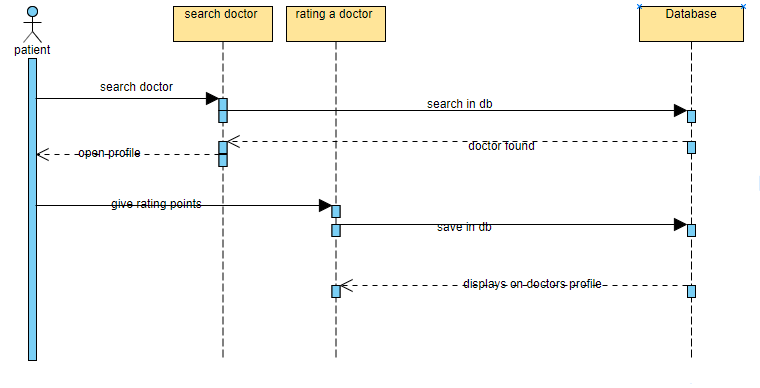 search doctor
rating a doctor
Database
patient
search doctor
search in db
doctor found
open profile
give rating points
save in db
displays on doctors profile